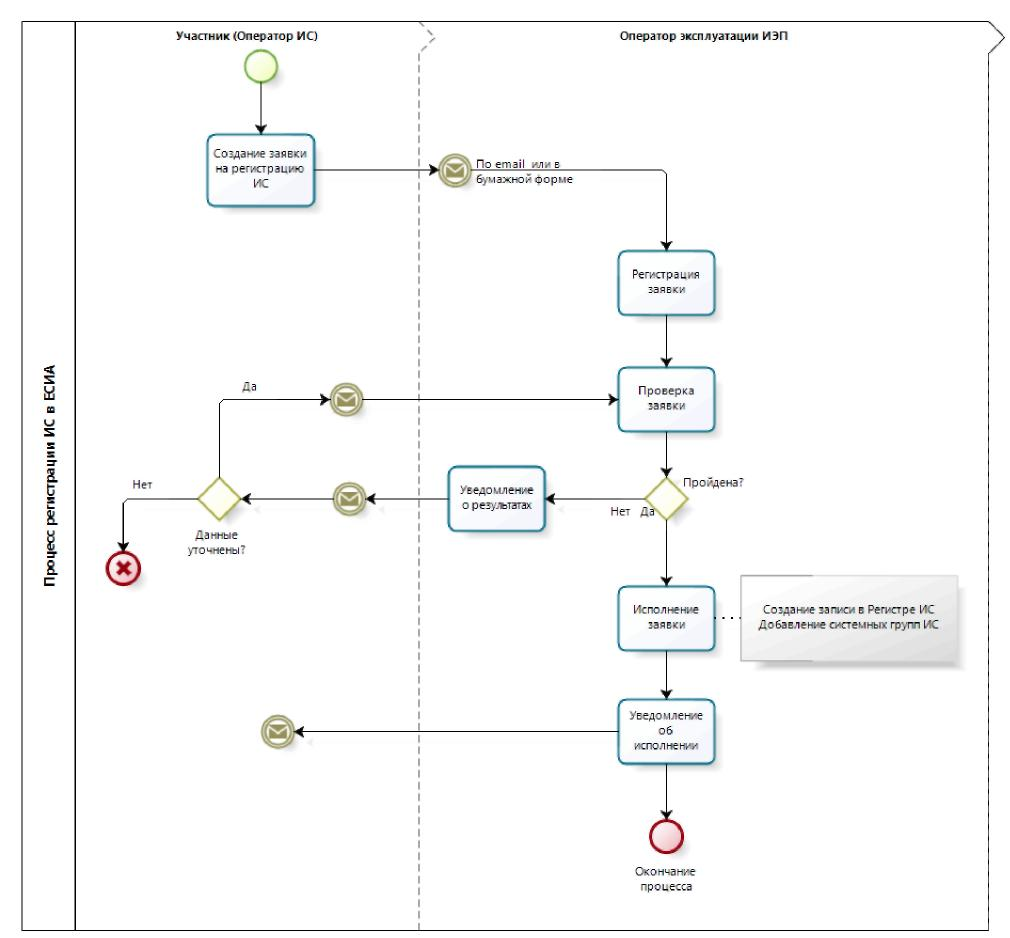 Процесс регистрации ИС в ЕСИА
Участник (Оператор ИС)
Оператор эксплуатации ИЭП
Создание заявки
на регистрацию
ИС
По email или в
бумажной форме
Регистрация
заявки
Да
Проверка
заявки
Нет
Данные
уточнены?
Уведомление
о результатах
Пройдена?
Нет Да
Исполнение
заявки
Создание записи в Регистре ИС
Добавление системных групп ИС
Уведомление
об
исполнении
Окончание
процесса